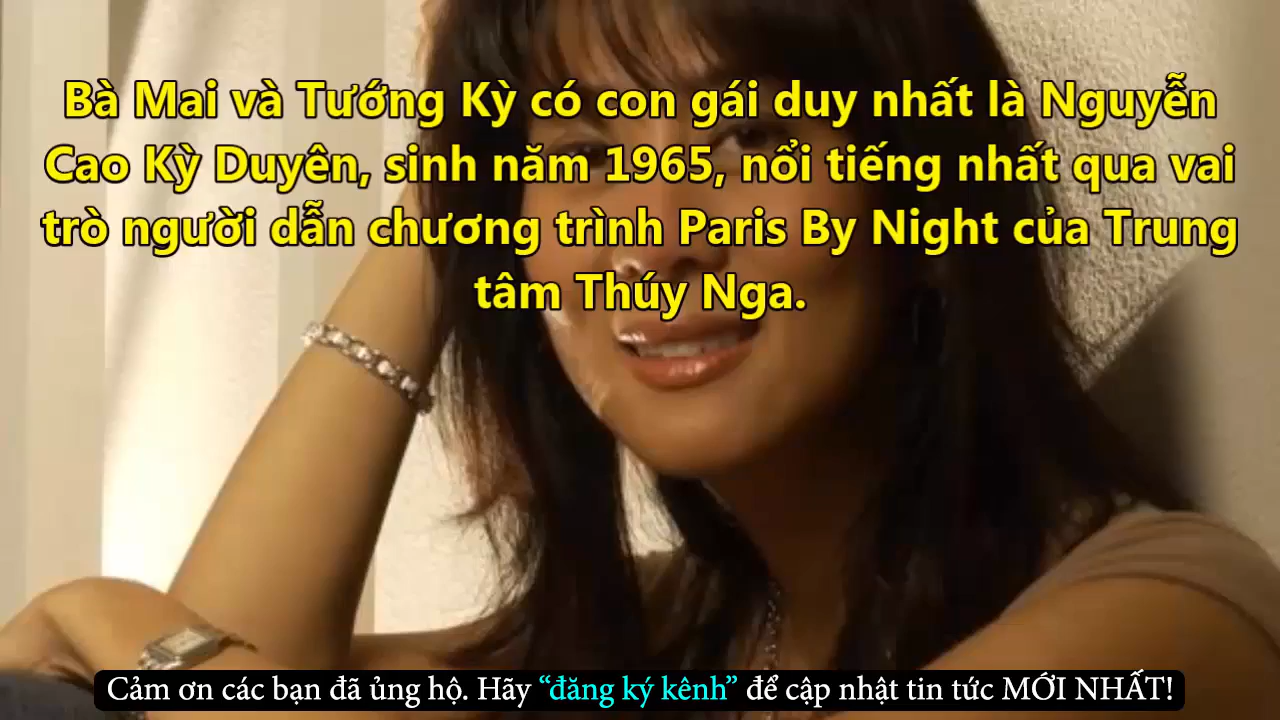 Bà Mai và Tướng Kỳ có con gái duy nhất là Nguyễn
Cao Kỳ Duyên, sinh năm 1965, nổi tiếng nhất qua vai
trò người dẫn chương trình Paris By Night của Trung
tâm Thúy Nga.
Cảm ơn các bạn đã ủng hộ. Hãy “đăng ký kênh” để cập nhật tin tức MỚI NHẤT!